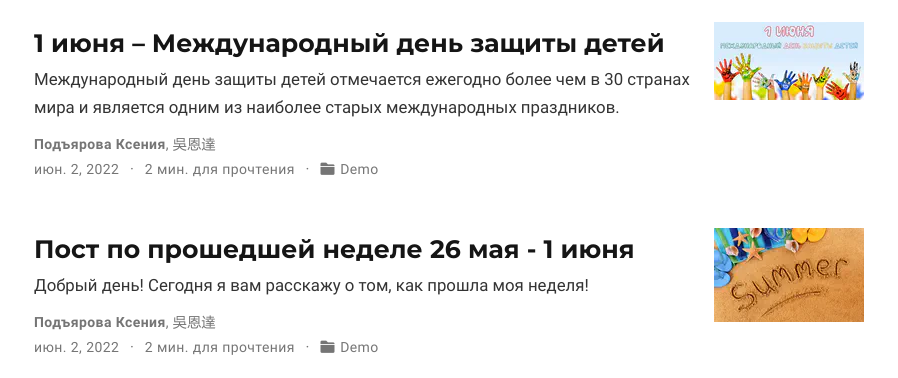 1 июня – Международный день защиты детей
Международный день защиты детей отмечается ежегодно более чем в 30 странах
мира и является одним из наиболее старых международных праздников.
Подъярова Ксения, 吳恩達
июн. 2, 2022 · 2 мин. для прочтения · Demo
1 ИЮНЯ
МЕЖДУНАРОДНЫЙ ДЕНЬ ЗАЩИТЫ ДЕТЕЙ
Пост по прошедшей неделе 26 мая - 1 июня
Добрый день! Сегодня я вам расскажу о том, как прошла моя неделя!
Подъярова Ксения, 吳恩達
июн. 2, 2022 · 2 мин. для прочтения · Demo
Summer